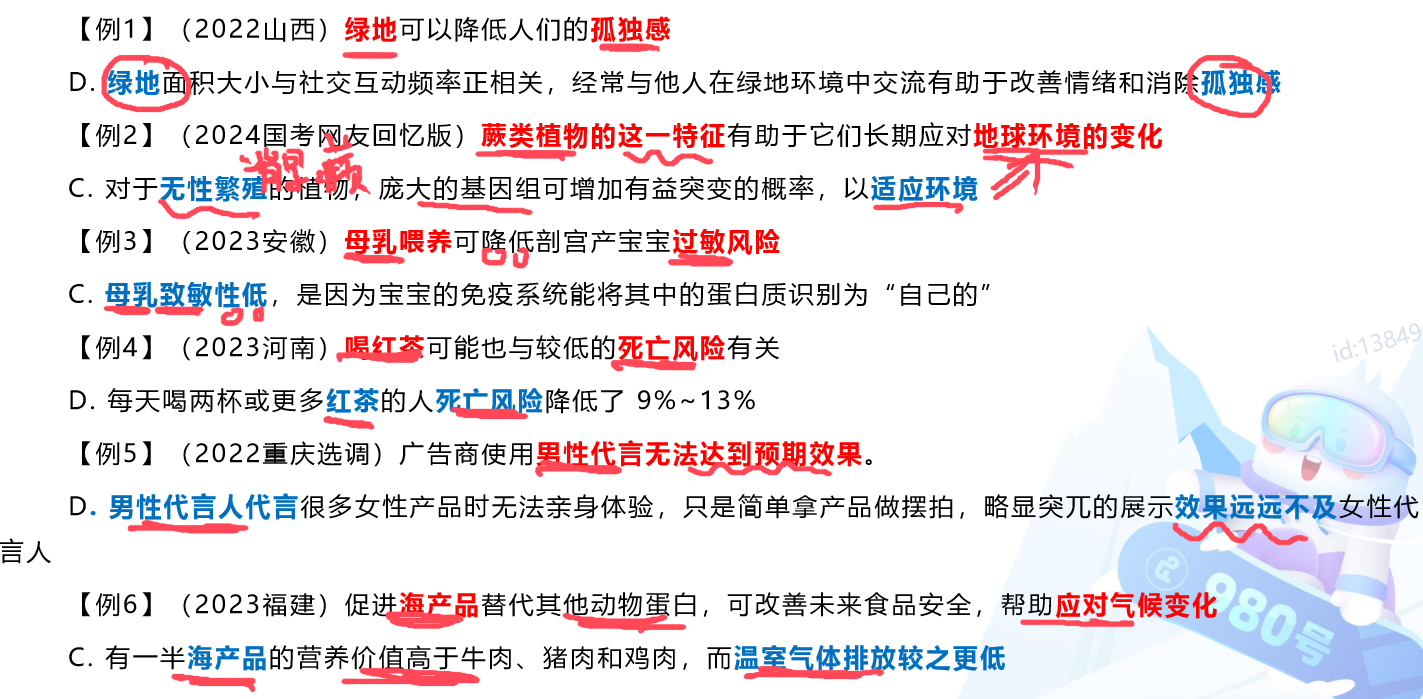 【例1】（2022山西）绿地可以降低人们的孤独感
D. 绿地面积大小与社交互动频率正相关，经常与他人在绿地环境中交流有助于改善情绪和消除孤独感
【例2】（2024国考网友回忆版）蕨类植物的这一特征有助于它们长期应对地球环境的变化
C. 对于无性繁殖的植物，庞大的基因组可增加有益突变的概率，以适应环境
【例3】（2023安徽）母乳喂养可降低剖宫产宝宝过敏风险
C. 母乳致敏性低，是因为宝宝的免疫系统能将其中的蛋白质识别为“自己的”
【例4】（2023河南）喝红茶可能也与较低的死亡风险有关
id:13849
D. 每天喝两杯或更多红茶的人死亡风险降低了 9%~13%
【例5】（2022重庆选调）广告商使用男性代言无法达到预期效果。
D. 男性代言人代言很多女性产品时无法亲身体验，只是简单拿产品做摆拍，略显突兀的展示效果远远不及女性代
言人
【例6】（2023福建）促进海产品替代其他动物蛋白，可改善未来食品安全，帮助应对气候变化
980号
C. 有一半海产品的营养价值高于牛肉、猪肉和鸡肉，而温室气体排放较之更低